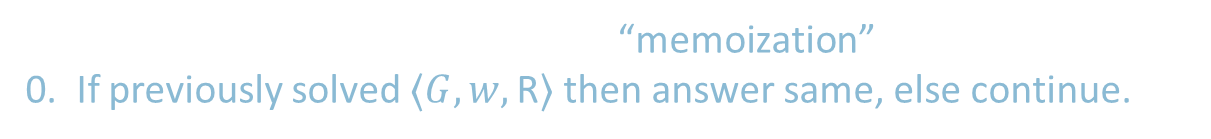 “memoization”
0. If previously solved ⟨𝐺, 𝑤, R⟩ then answer same, else continue.